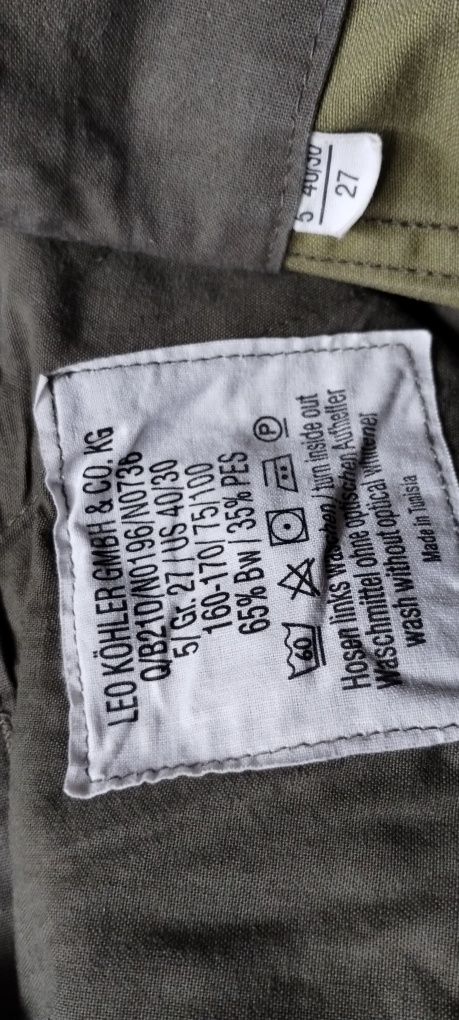 5 40/30
27
LEO KÖHLER GMBH & CO. KG
Q/B210/N0196/N0736
5/ Gr. 27 / US 40/30
160-170/ 75/100
65% Bw / 35% PES
60 P
Hosen links Waschen / turn inside out
Waschmittel ohne optischen Aufheller
wash without optical whitener
Made in Tunisia